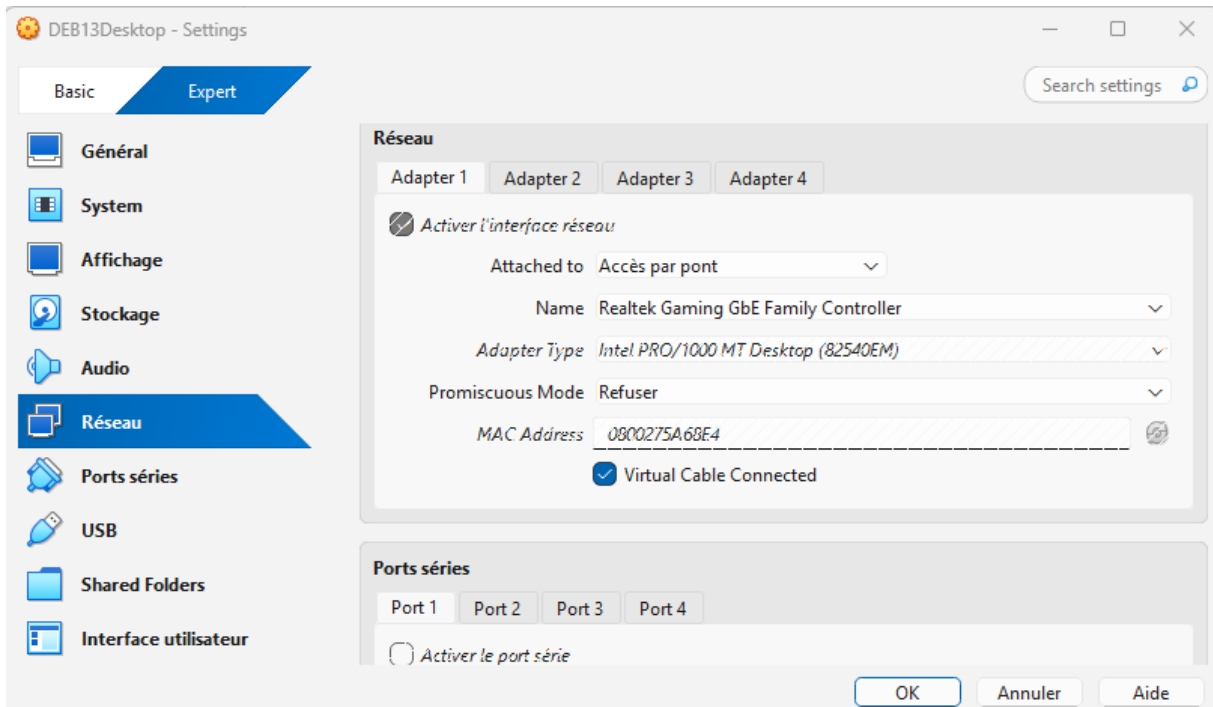 DEB13Desktop - Settings
Basic
Expert
Search settings
Général
System
Affichage
Stockage
Audio
Réseau
Ports séries
USB
Shared Folders
Interface utilisateur
Réseau
Adapter 1
Adapter 2
Adapter 3
Adapter 4
Activer l'interface réseau
Attached to Accès par pont
Name Realtek Gaming GbE Family Controller
Adapter Type Intel PRO/1000 MT Desktop (82540EM)
Promiscuous Mode Refuser
MAC Address 0800275A68E4
Virtual Cable Connected
Ports séries
Port 1
Port 2
Port 3
Port 4
Activer le port série
OK
Annuler
Aide